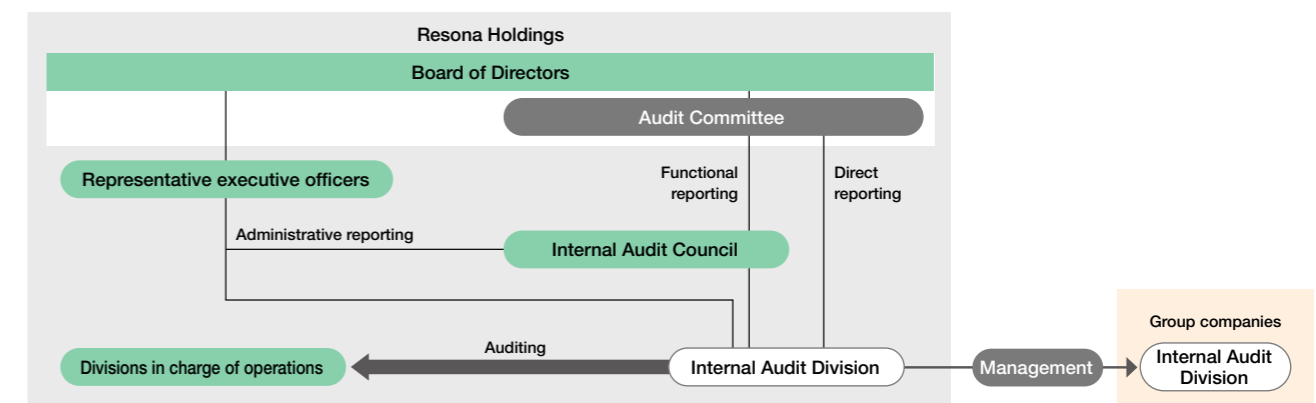 Resona Holdings
Board of Directors
Audit Committee
Representative executive officers
Functional
reporting
Direct
reporting
Administrative reporting
Internal Audit Council
Group companies
Auditing
Divisions in charge of operations
Internal Audit Division
Management
Internal Audit
Division